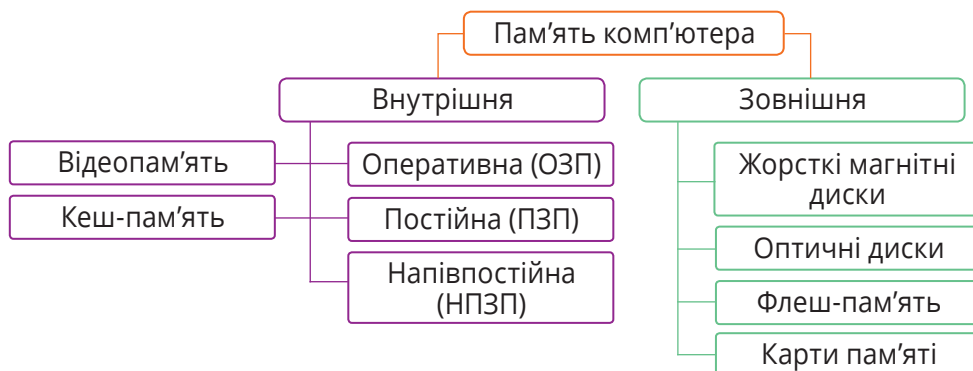 Пам’ять комп’ютера
Внутрішня
Відеопам’ять
Кеш-пам’ять
Оперативна (ОЗП)
Постійна (ПЗП)
Напівпостійна
(НПЗП)
Зовнішня
Жорсткі магнітні
диски
Оптичні диски
Флеш-пам’ять
Карти пам’яті